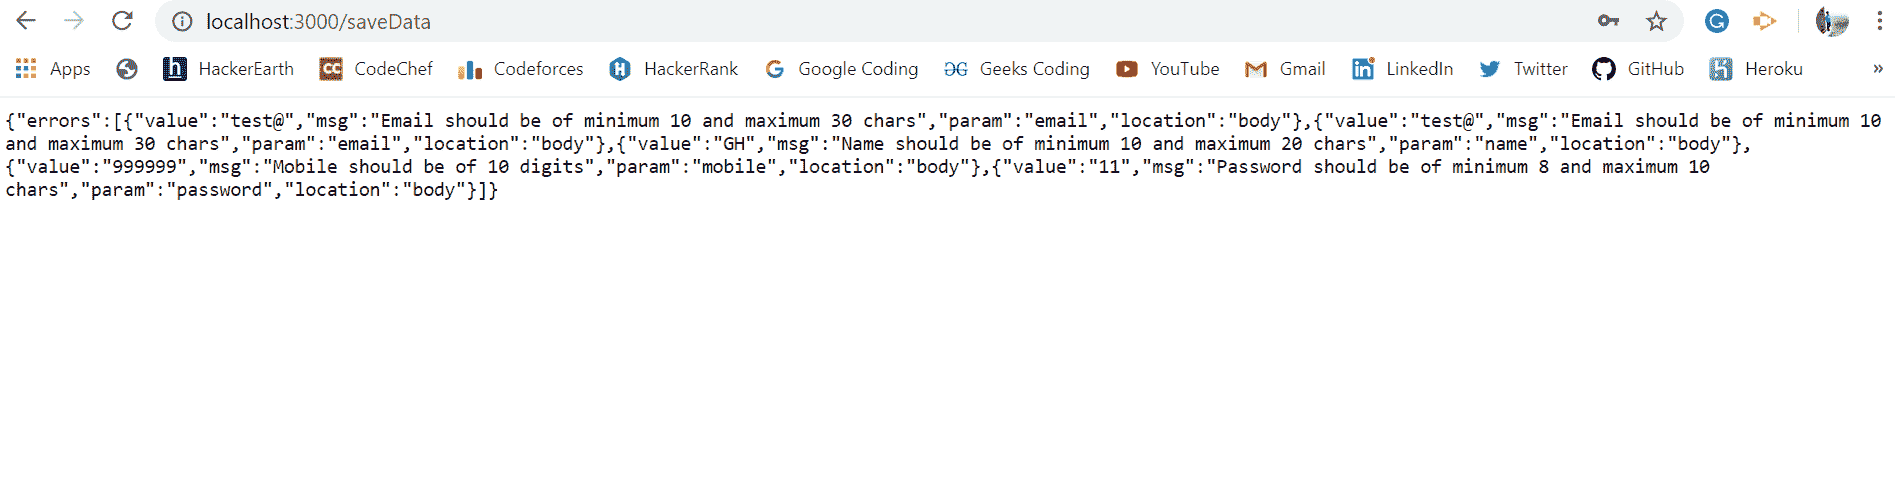 localhost:3000/saveData
Apps HackerEarth CodeChef Codeforces HackerRank Google Coding Geeks Coding YouTube Gmail LinkedIn Twitter GitHub Heroku »
{"errors":[{"value":"test@","msg":"Email should be of minimum 10 and maximum 30 chars","param":"email","location":"body"},{"value":"test@","msg":"Email should be of minimum 10
and maximum 30 chars","param":"email","location":"body"},{"value":"GH","msg":"Name should be of minimum 10 and maximum 20 chars","param":"name","location":"body"},
{"value":"999999","msg":"Mobile should be of 10 digits","param":"mobile","location":"body"},{"value":"11","msg":"Password should be of minimum 8 and maximum 10
chars","param":"password","location":"body"}]}